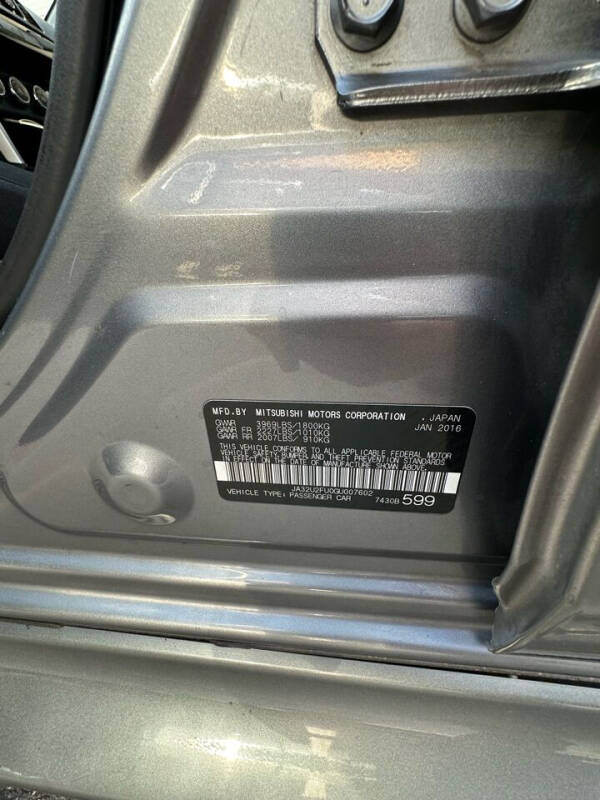 MFD.BY MITSUBISHI MOTORS CORPORATION , JAPAN
GVWR 3969LBS/1800KG JAN 2016
GAWR FR 2227LBS/1010KG
GAWR RR 2007LBS/ 910KG
THIS VEHICLE CONFORMS TO ALL APPLICABLE FEDERAL MOTOR
VEHICLE SAFETY, BUMPER AND THEFT PREVENTION STANDARDS
IN EFFECT ON THE DATE OF MANUFACTURE SHOWN ABOVE.
JA32U2FU0GU007602
VEHICLE TYPE: PASSENGER CAR 7430B 599